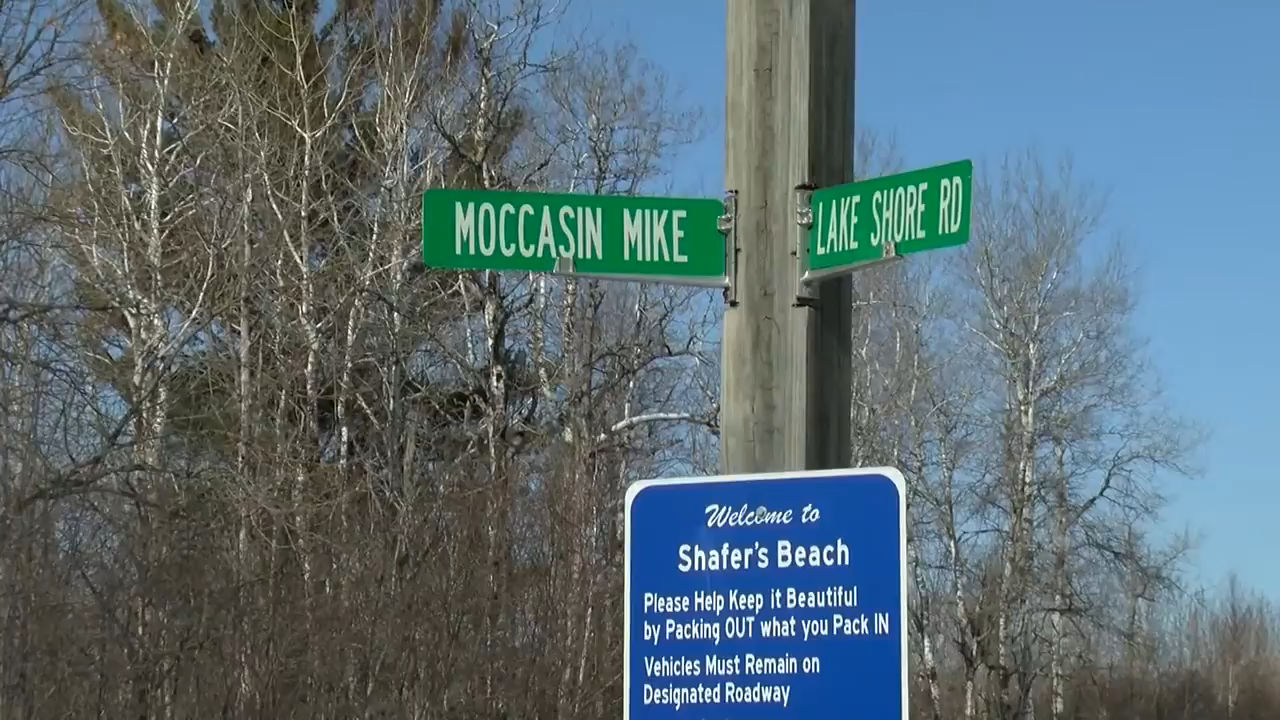 MOCCASIN MIKE
LAKE SHORE RD
Welcome to
Shafer's Beach
Please Help Keep it Beautiful
by Packing OUT what you Pack IN
Vehicles Must Remain on
Designated Roadway